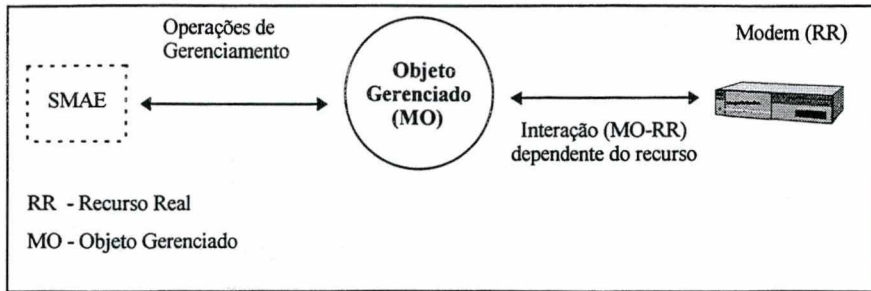 Operações de
Gerenciamento
Modem (RR)
SMAE
Objeto
Gerenciado
(MO)
Interação (MO-RR)
dependente do recurso
RR - Recurso Real
MO - Objeto Gerenciado